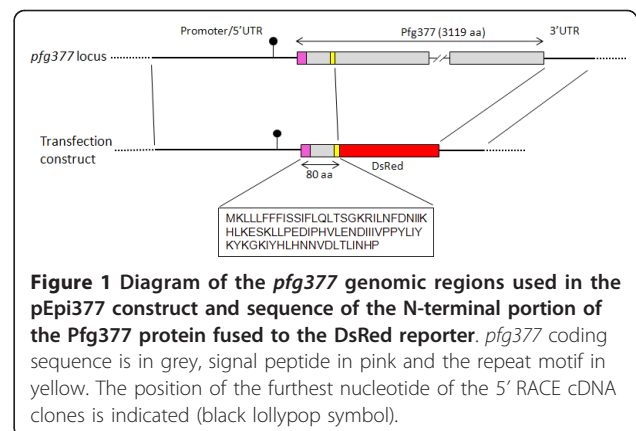 Promoter/5'UTR
Pfg377 (3119 aa)
3'UTR
pfg377 locus
Transfection
construct
DsRed
80 aa
MKLLLFFFISSIFLQLTSGKRILNFDNIIK
HLKESKLLPEDIPHVLENDIIIVPPYLIY
KYKGKIYHLHNNVDLTLINHP
Figure 1 Diagram of the pfg377 genomic regions used in the
pEpi377 construct and sequence of the N-terminal portion of
the Pfg377 protein fused to the DsRed reporter. pfg377 coding
sequence is in grey, signal peptide in pink and the repeat motif in
yellow. The position of the furthest nucleotide of the 5' RACE cDNA
clones is indicated (black lollypop symbol).